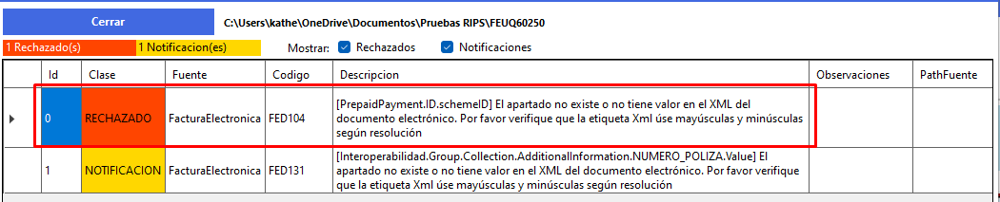 Cerrar C:\Users\kathe\OneDrive\Documentos\Pruebas RIPS\FEUQ60250
1 Rechazado(s) 1 Notificacion(es) Mostrar: Rechazados Notificaciones
Id Clase Fuente Codigo Descripcion Observaciones PathFuente
0 RECHAZADO FacturaElectronica FED104 [PrepaidPayment.ID.schemeID] El apartado no existe o no tiene valor en el XML del
documento electrónico. Por favor verifique que la etiqueta Xml úse mayúsculas y minúsculas
según resolución
1 NOTIFICACION FacturaElectronica FED131 [Interoperabilidad.Group.Collection.AdditionalInformation.NUMERO_POLIZA.Value] El
apartado no existe o no tiene valor en el XML del documento electrónico. Por favor verifique
que la etiqueta Xml úse mayúsculas y minúsculas según resolución